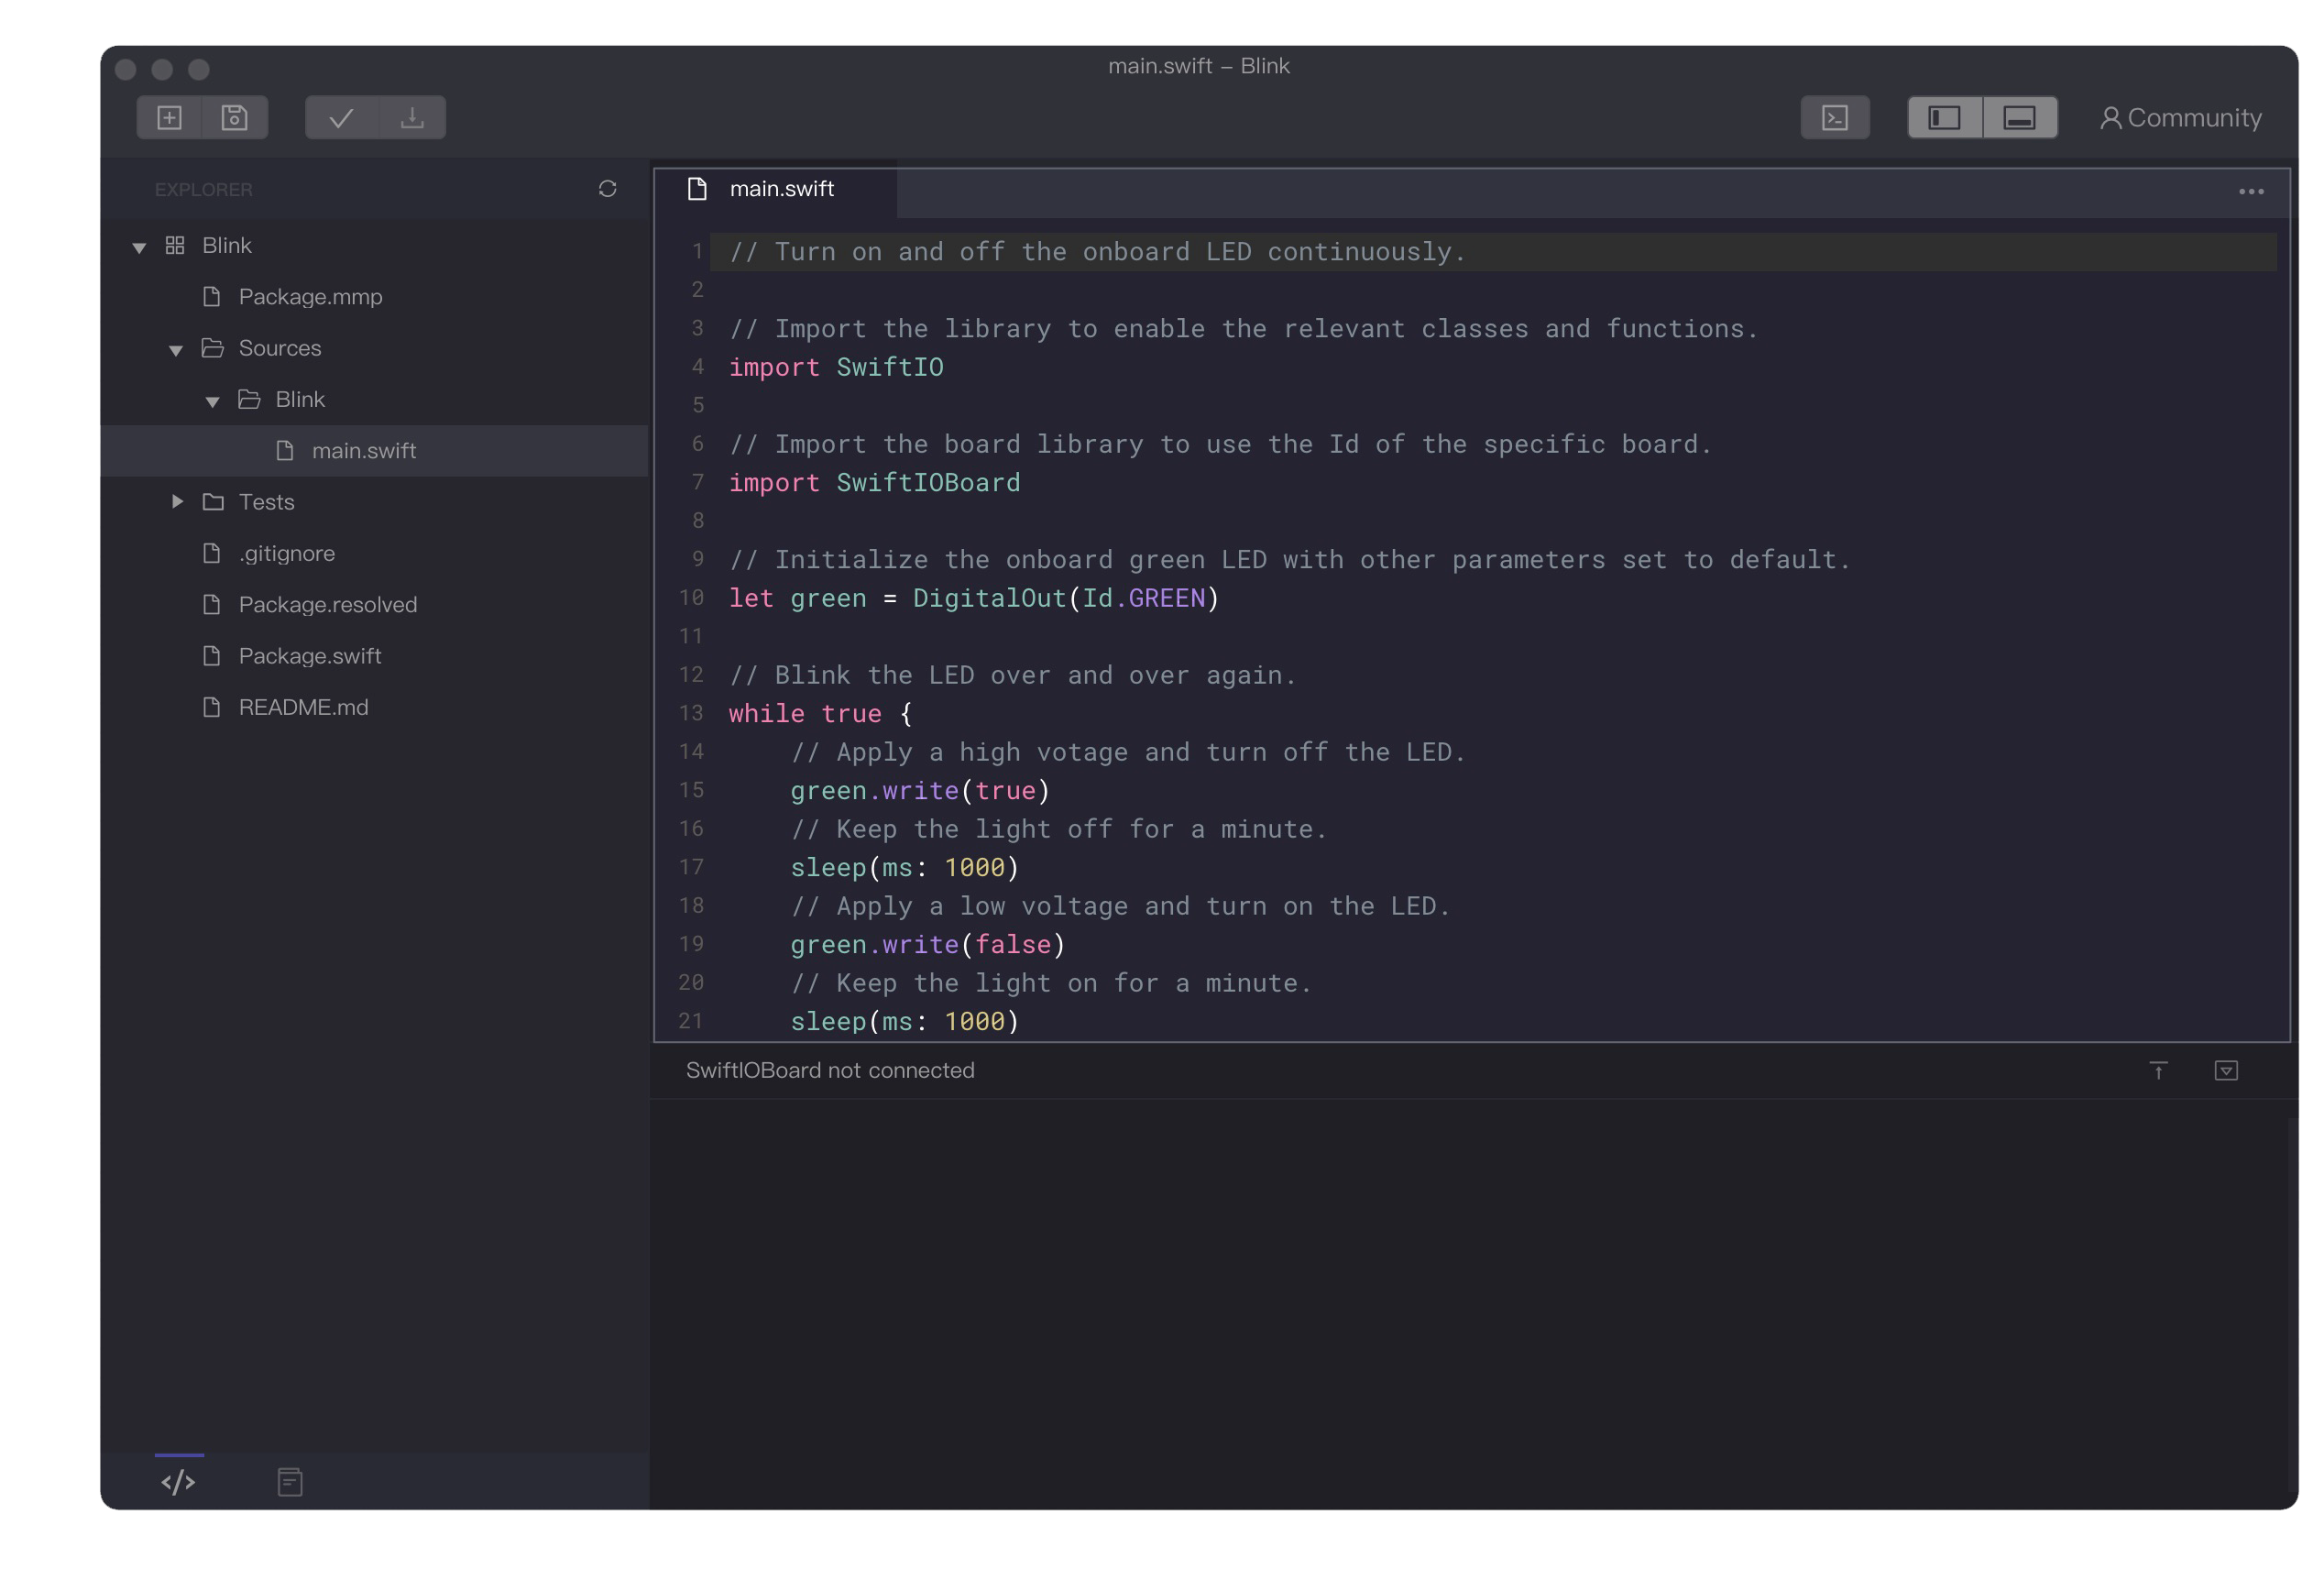 main.swift – Blink
Community
EXPLORER
Blink
Package.mmp
Sources
Blink
main.swift
Tests
.gitignore
Package.resolved
Package.swift
README.md
main.swift
1 // Turn on and off the onboard LED continuously.
2
3 // Import the library to enable the relevant classes and functions.
4 import SwiftIO
5
6 // Import the board library to use the Id of the specific board.
7 import SwiftIOBoard
8
9 // Initialize the onboard green LED with other parameters set to default.
10 let green = DigitalOut(Id.GREEN)
11
12 // Blink the LED over and over again.
13 while true {
14     // Apply a high votage and turn off the LED.
15     green.write(true)
16     // Keep the light off for a minute.
17     sleep(ms: 1000)
18     // Apply a low voltage and turn on the LED.
19     green.write(false)
20     // Keep the light on for a minute.
21     sleep(ms: 1000)
SwiftIOBoard not connected